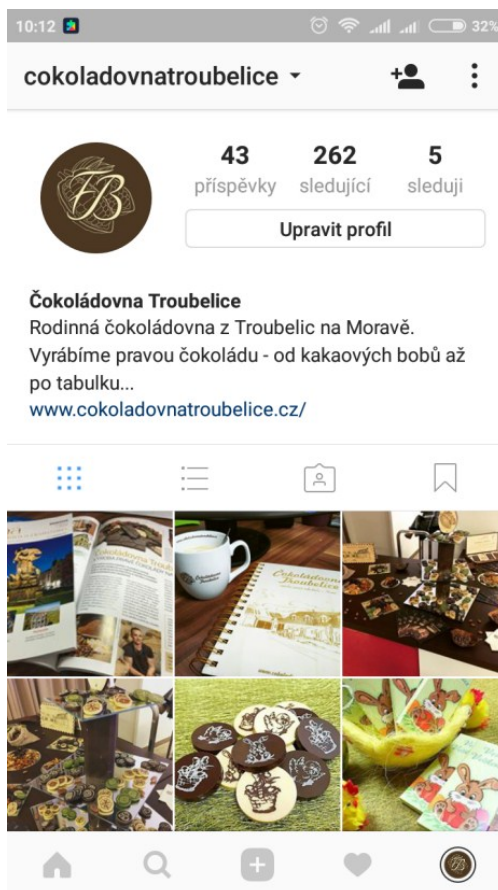 10:12
32%
cokoladovnatroubelice
43 262 5
příspěvky sledující sleduji
Upravit profil
Čokoládovna Troubelice
Rodinná čokoládovna z Troubelic na Moravě.
Vyrábíme pravou čokoládu - od kakaových bobů až
po tabulku...
www.cokoladovnatroubelice.cz/
Čokoládovna
Troubelice